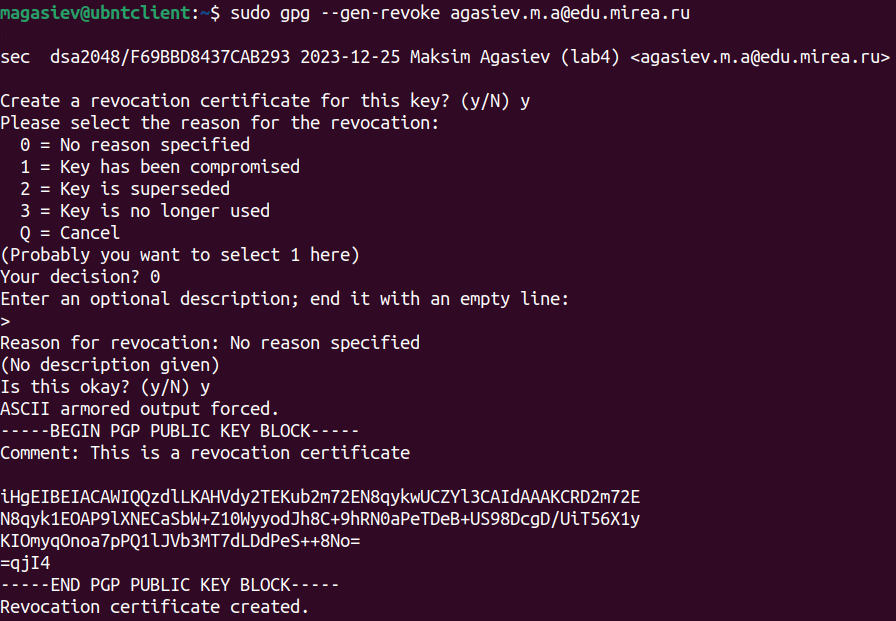 magasiev@ubntclient:~$ sudo gpg --gen-revoke agasiev.m.a@edu.mirea.ru
sec  dsa2048/F69BBD8437CAB293 2023-12-25 Maksim Agasiev (lab4) <agasiev.m.a@edu.mirea.ru>
Create a revocation certificate for this key? (y/N) y
Please select the reason for the revocation:
  0 = No reason specified
  1 = Key has been compromised
  2 = Key is superseded
  3 = Key is no longer used
  Q = Cancel
(Probably you want to select 1 here)
Your decision? 0
Enter an optional description; end it with an empty line:
>
Reason for revocation: No reason specified
(No description given)
Is this okay? (y/N) y
ASCII armored output forced.
-----BEGIN PGP PUBLIC KEY BLOCK-----
Comment: This is a revocation certificate
iHgEIBEIACAWIQQzdlLKAHVdy2TEKub2m72EN8qykwUCZYl3CAIdAAAKCRD2m72E
N8qyk1EOAP9lXNECaSbW+Z10WyyodJh8C+9hRN0aPeTDeB+US98DcgD/UiT56X1y
KIOmyqOnoa7pPQ1lJVb3MT7dLDdPeS++8No=
=qjI4
-----END PGP PUBLIC KEY BLOCK-----
Revocation certificate created.